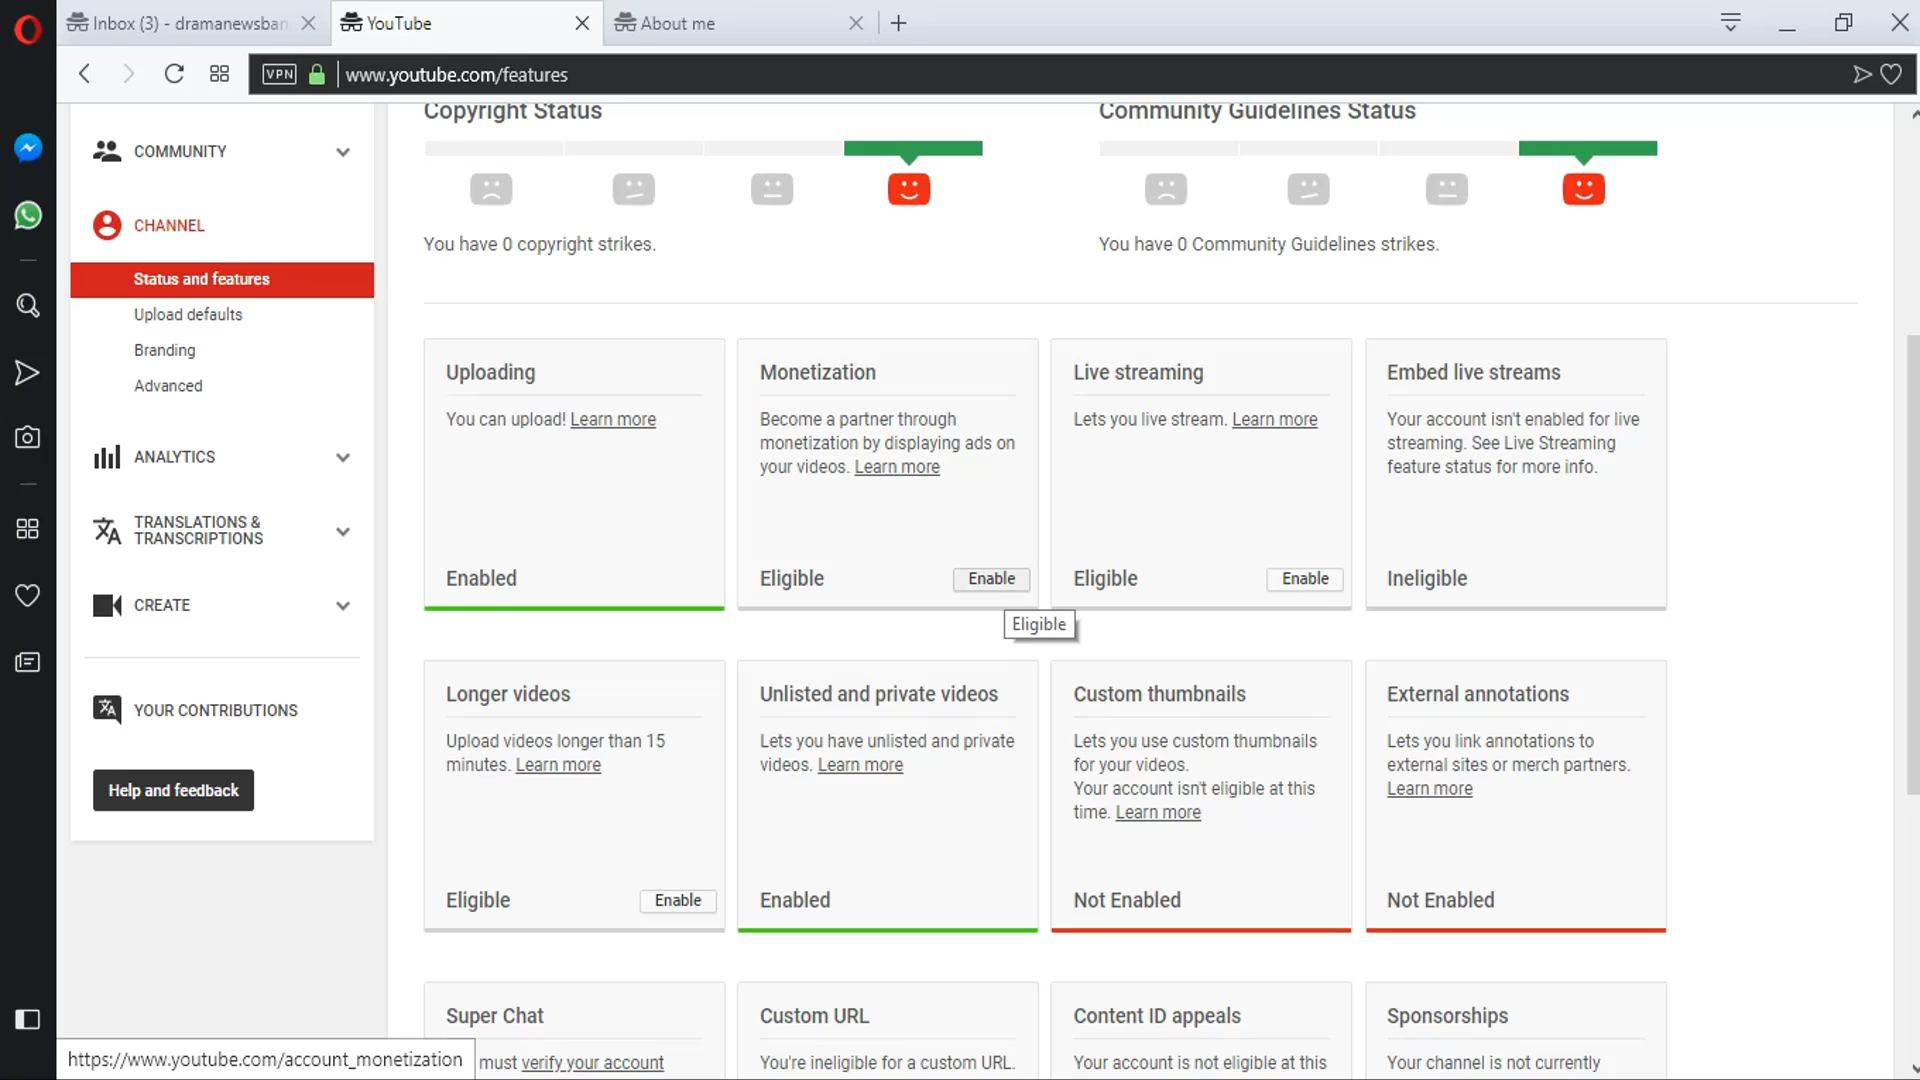 Inbox (3) - dramanewsban
YouTube
About me
VPN
www.youtube.com/features
COMMUNITY
CHANNEL
Status and features
Upload defaults
Branding
Advanced
ANALYTICS
TRANSLATIONS &
TRANSCRIPTIONS
CREATE
YOUR CONTRIBUTIONS
Help and feedback
Copyright Status
You have 0 copyright strikes.
Community Guidelines Status
You have 0 Community Guidelines strikes.
Uploading
You can upload! Learn more
Enabled
Monetization
Become a partner through
monetization by displaying ads on
your videos. Learn more
Eligible
Enable
Eligible
Live streaming
Lets you live stream. Learn more
Eligible
Enable
Embed live streams
Your account isn't enabled for live
streaming. See Live Streaming
feature status for more info.
Ineligible
Longer videos
Upload videos longer than 15
minutes. Learn more
Eligible
Enable
Unlisted and private videos
Lets you have unlisted and private
videos. Learn more
Enabled
Custom thumbnails
Lets you use custom thumbnails
for your videos.
Your account isn't eligible at this
time. Learn more
Not Enabled
External annotations
Lets you link annotations to
external sites or merch partners.
Learn more
Not Enabled
Super Chat
must verify your account
Custom URL
You're ineligible for a custom URL.
Content ID appeals
Your account is not eligible at this
Sponsorships
Your channel is not currently
https://www.youtube.com/account_monetization